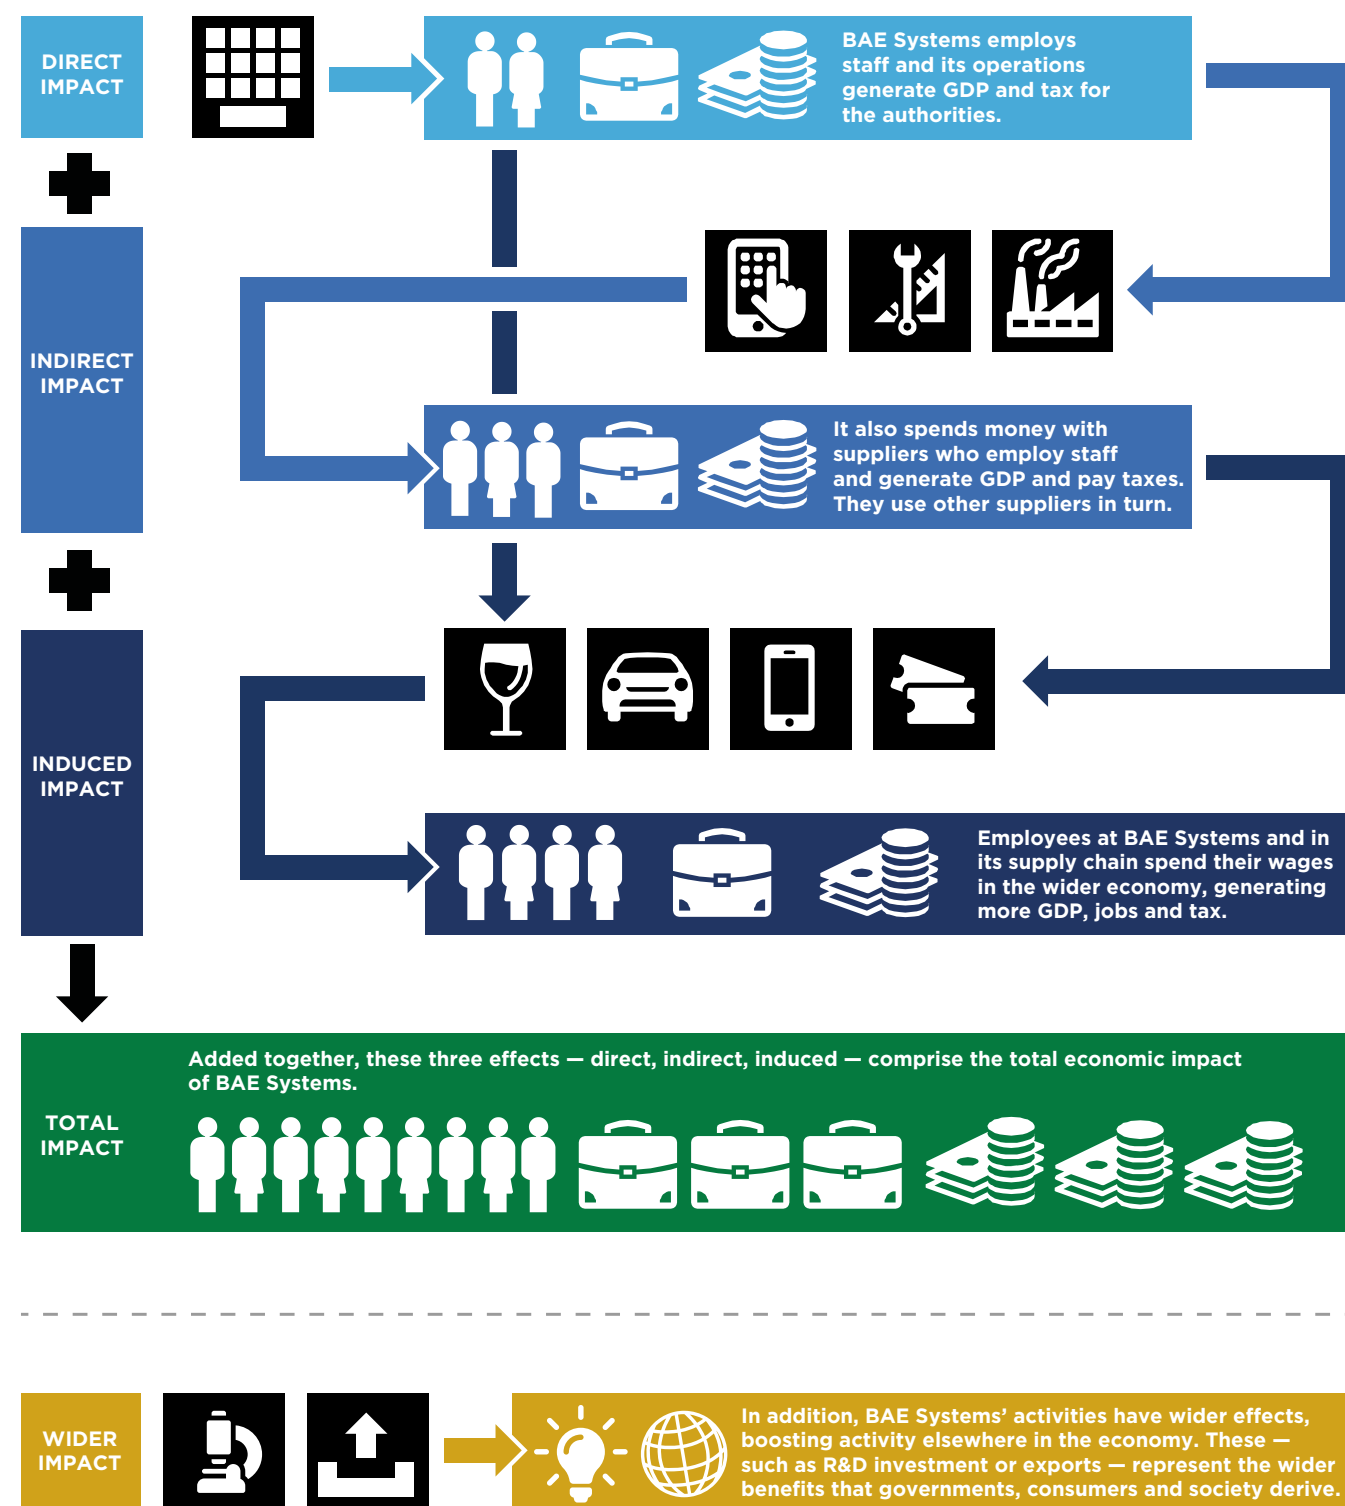 DIRECT
IMPACT
BAE Systems employs
staff and its operations
generate GDP and tax for
the authorities.
INDIRECT
IMPACT
It also spends money with
suppliers who employ staff
and generate GDP and pay taxes.
They use other suppliers in turn.
INDUCED
IMPACT
Employees at BAE Systems and in
its supply chain spend their wages
in the wider economy, generating
more GDP, jobs and tax.
TOTAL
IMPACT
Added together, these three effects — direct, indirect, induced — comprise the total economic impact
of BAE Systems.
WIDER
IMPACT
In addition, BAE Systems’ activities have wider effects,
boosting activity elsewhere in the economy. These —
such as R&D investment or exports — represent the wider
benefits that governments, consumers and society derive.